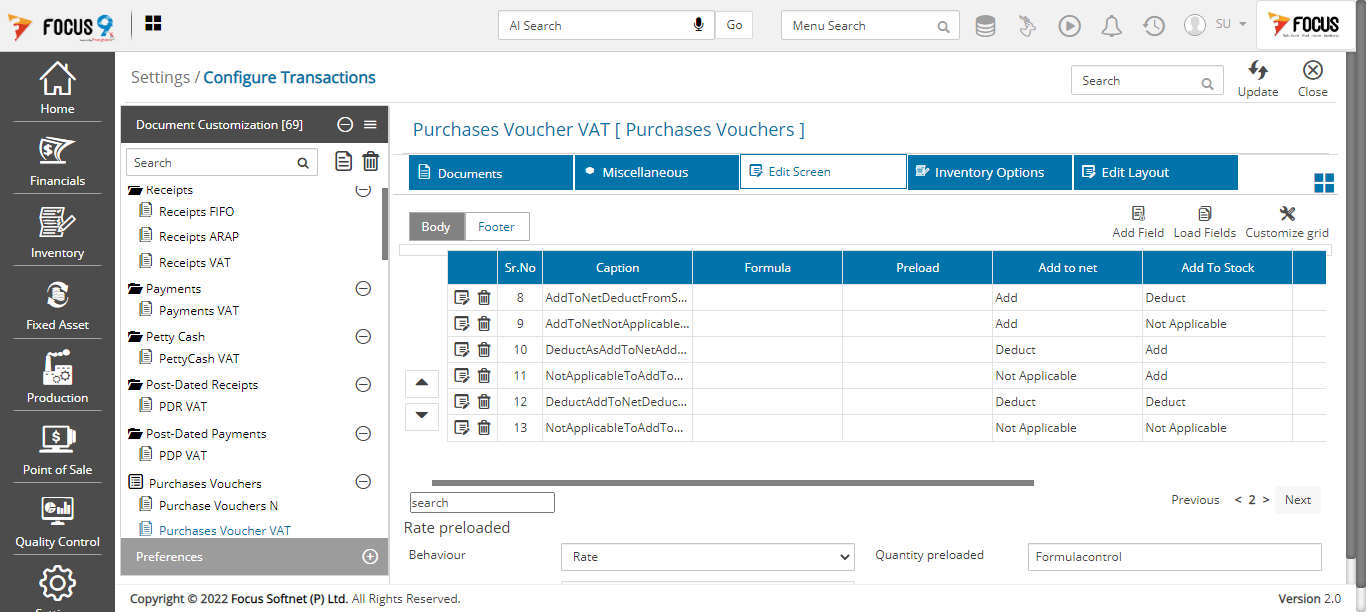 FOCUS 9
AI Search
Go
Menu Search
SU
FOCUS
Home
Financials
Inventory
Fixed Asset
Production
Point of Sale
Quality Control
Settings / Configure Transactions
Search
Update
Close
Document Customization [69]
Search
Receipts
Receipts FIFO
Receipts ARAP
Receipts VAT
Payments
Payments VAT
Petty Cash
PettyCash VAT
Post-Dated Receipts
PDR VAT
Post-Dated Payments
PDP VAT
Purchases Vouchers
Purchase Vouchers N
Purchases Voucher VAT
Preferences
Purchases Voucher VAT [ Purchases Vouchers ]
Documents
Miscellaneous
Edit Screen
Inventory Options
Edit Layout
Body
Footer
Add Field
Load Fields
Customize grid
Sr.No Caption Formula Preload Add to net Add To Stock
8 AddToNetDeductFromS... Add Deduct
9 AddToNetNotApplicable... Add Not Applicable
10 DeductAsAddToNetAdd... Deduct Add
11 NotApplicableToAddTo... Not Applicable Add
12 DeductAddToNetDeduc... Deduct Deduct
13 NotApplicableToAddTo... Not Applicable Not Applicable
search
Previous < 2 > Next
Rate preloaded
Behaviour Rate Quantity preloaded Formulacontrol
Copyright © 2022 Focus Softnet (P) Ltd. All Rights Reserved.
Version 2.0